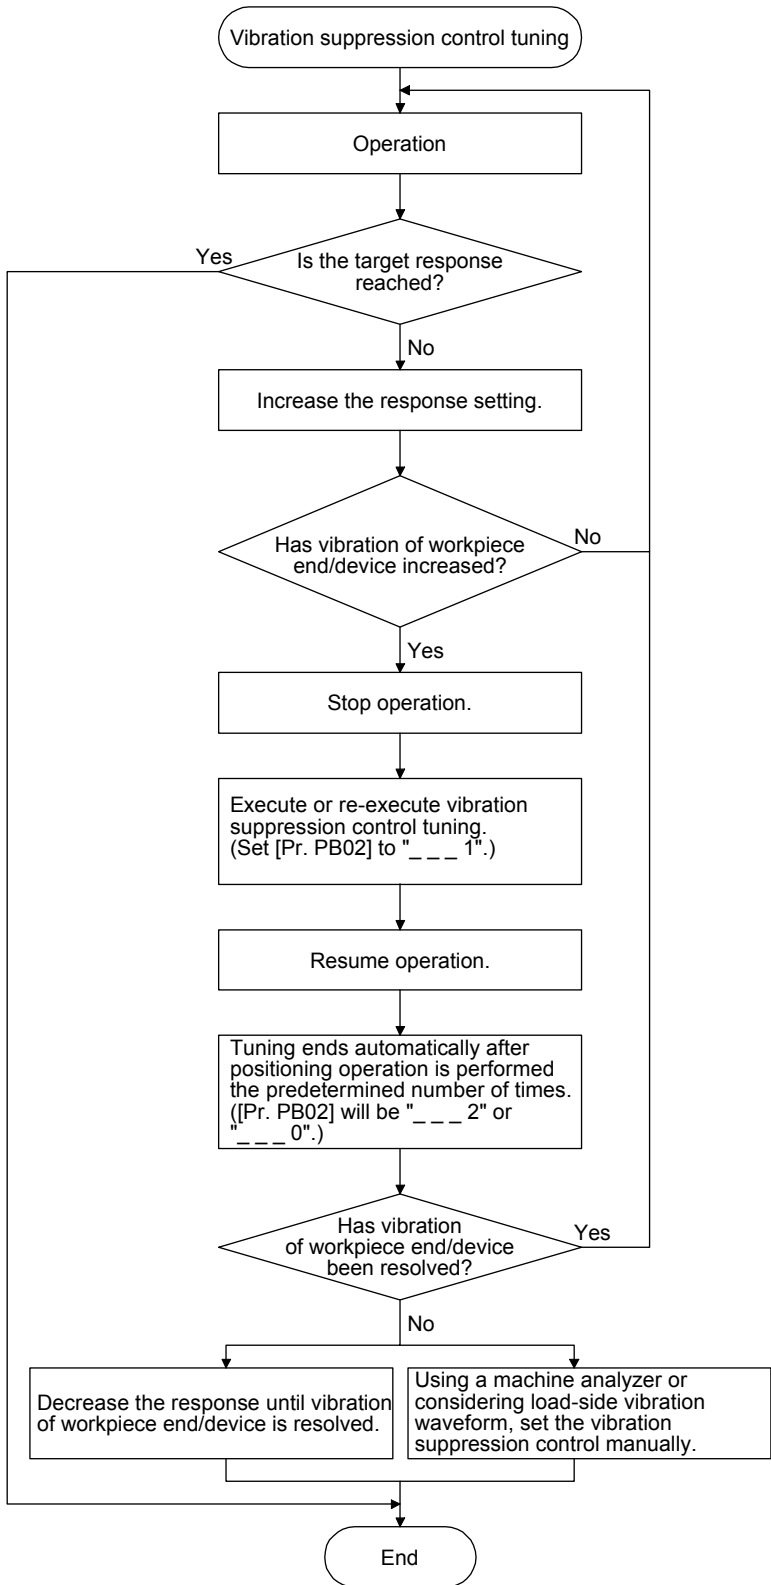 Vibration suppression control tuning
Operation
Yes
Is the target response
reached?
No
Increase the response setting.
Has vibration of workpiece
end/device increased?
No
Yes
Stop operation.
Execute or re-execute vibration
suppression control tuning.
(Set [Pr. PB02] to "_ _ _ 1".)
Resume operation.
Tuning ends automatically after
positioning operation is performed
the predetermined number of times.
([Pr. PB02] will be "_ _ _ 2" or
"_ _ _ 0".)
Has vibration
of workpiece end/device
been resolved?
Yes
No
Decrease the response until vibration
of workpiece end/device is resolved.
Using a machine analyzer or
considering load-side vibration
waveform, set the vibration
suppression control manually.
End